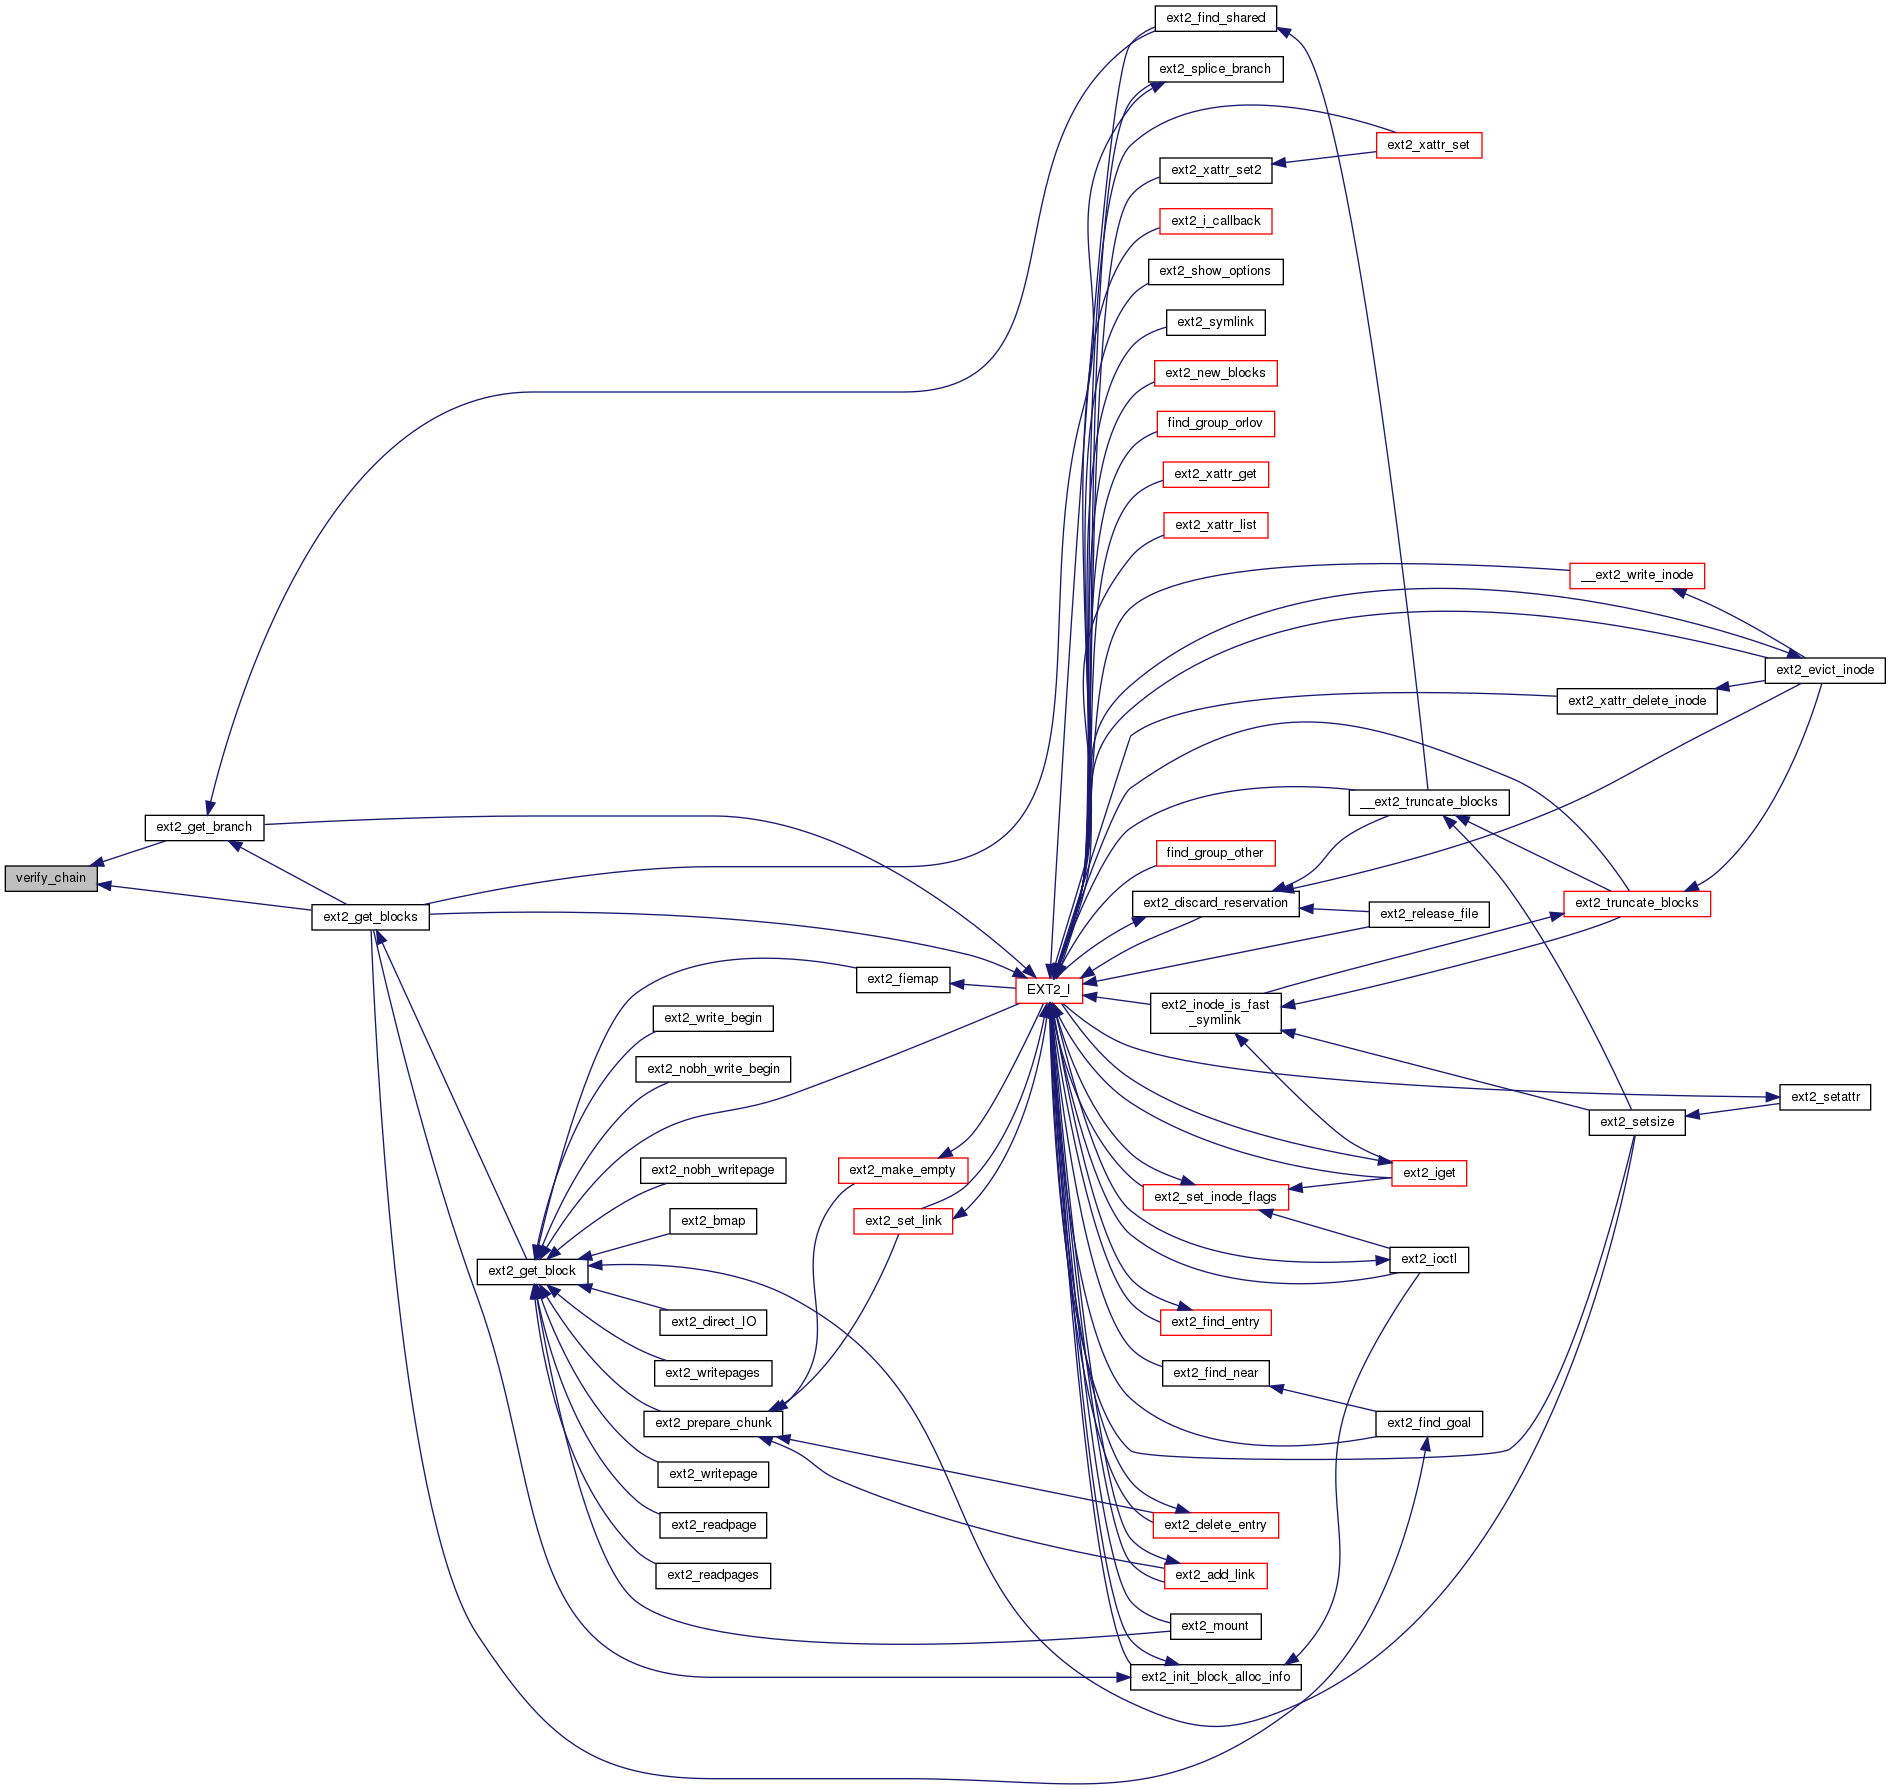 ext2_find_shared
ext2_splice_branch
ext2_xattr_set
ext2_xattr_set2
ext2_i_callback
ext2_show_options
ext2_symlink
ext2_new_blocks
find_group_orlov
ext2_xattr_get
ext2_xattr_list
__ext2_write_inode
ext2_evict_inode
ext2_xattr_delete_inode
__ext2_truncate_blocks
ext2_get_branch
find_group_other
verify_chain
ext2_get_blocks
ext2_discard_reservation
ext2_release_file
ext2_truncate_blocks
ext2_fiemap
EXT2_I
ext2_inode_is_fast
_symlink
ext2_write_begin
ext2_nobh_write_begin
ext2_setattr
ext2_setsize
ext2_nobh_writepage
ext2_make_empty
ext2_iget
ext2_set_inode_flags
ext2_bmap
ext2_set_link
ext2_get_block
ext2_ioctl
ext2_direct_IO
ext2_find_entry
ext2_writepages
ext2_find_near
ext2_prepare_chunk
ext2_find_goal
ext2_writepage
ext2_readpage
ext2_delete_entry
ext2_readpages
ext2_add_link
ext2_mount
ext2_init_block_alloc_info